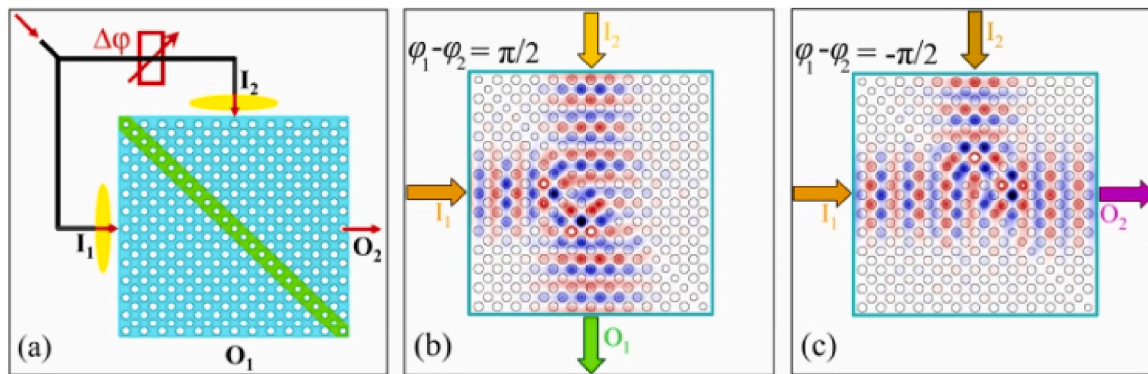 Δφ
I₂
I₁
O₂
(a)
O₁
I₂
φ₁-φ₂= π/2
I₁
(b)
O₁
I₂
φ₁-φ₂= -π/2
I₁
O₂
(c)